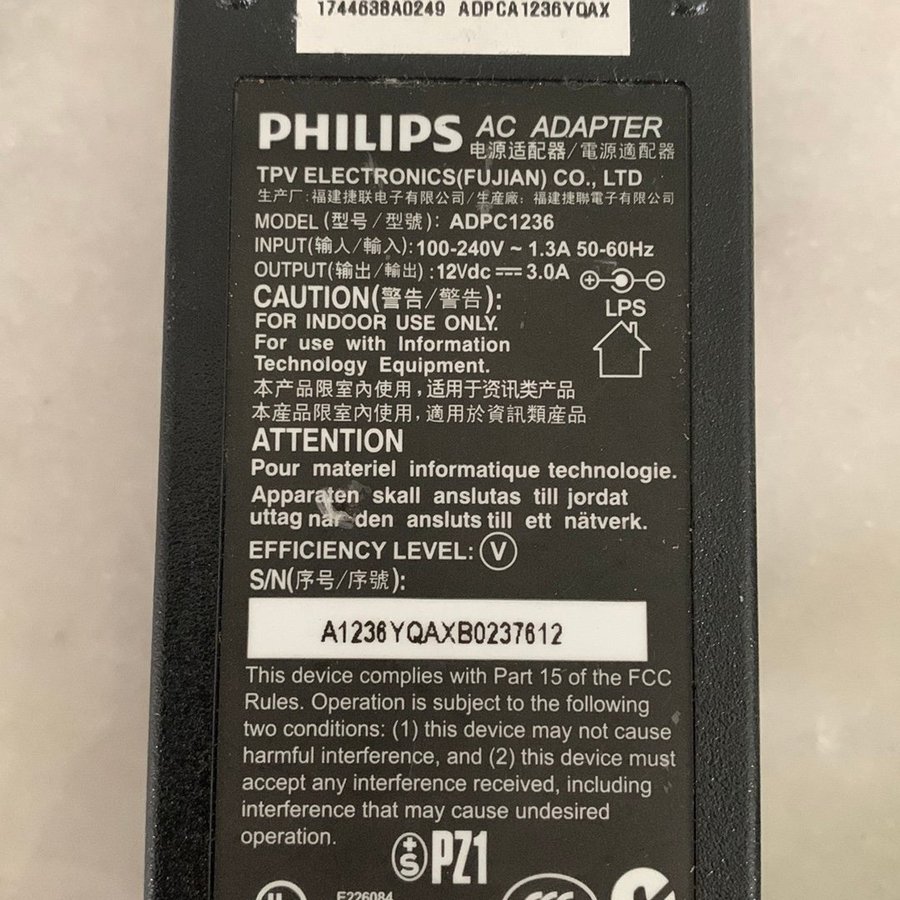 1744638A0249 ADPCA1236YQAX
PHILIPS AC ADAPTER
电源适配器/電源適配器
TPV ELECTRONICS(FUJIAN) CO., LTD
生产厂: 福建捷联电子有限公司/生產廠: 福建捷聯電子有限公司
MODEL (型号/型號): ADPC1236
INPUT(输入/輸入): 100-240V ~ 1.3A 50-60Hz
OUTPUT(输出/輸出) :12Vdc ⎓ 3.0A
LPS
CAUTION(警告/警告):
FOR INDOOR USE ONLY.
For use with Information
Technology Equipment.
本产品限室内使用,适用于资讯类产品
本產品限室內使用,適用於資訊類産品
ATTENTION
Pour materiel informatique technologie.
Apparaten skall anslutas till jordat
uttag när den ansluts till ett nätverk.
EFFICIENCY LEVEL: V
S/N(序号/序號):
A1236YQAXB0237612
This device complies with Part 15 of the FCC
Rules. Operation is subject to the following
two conditions: (1) this device may not cause
harmful interference, and (2) this device must
accept any interference received, including
interference that may cause undesired
operation.
+S PZ1
E226084